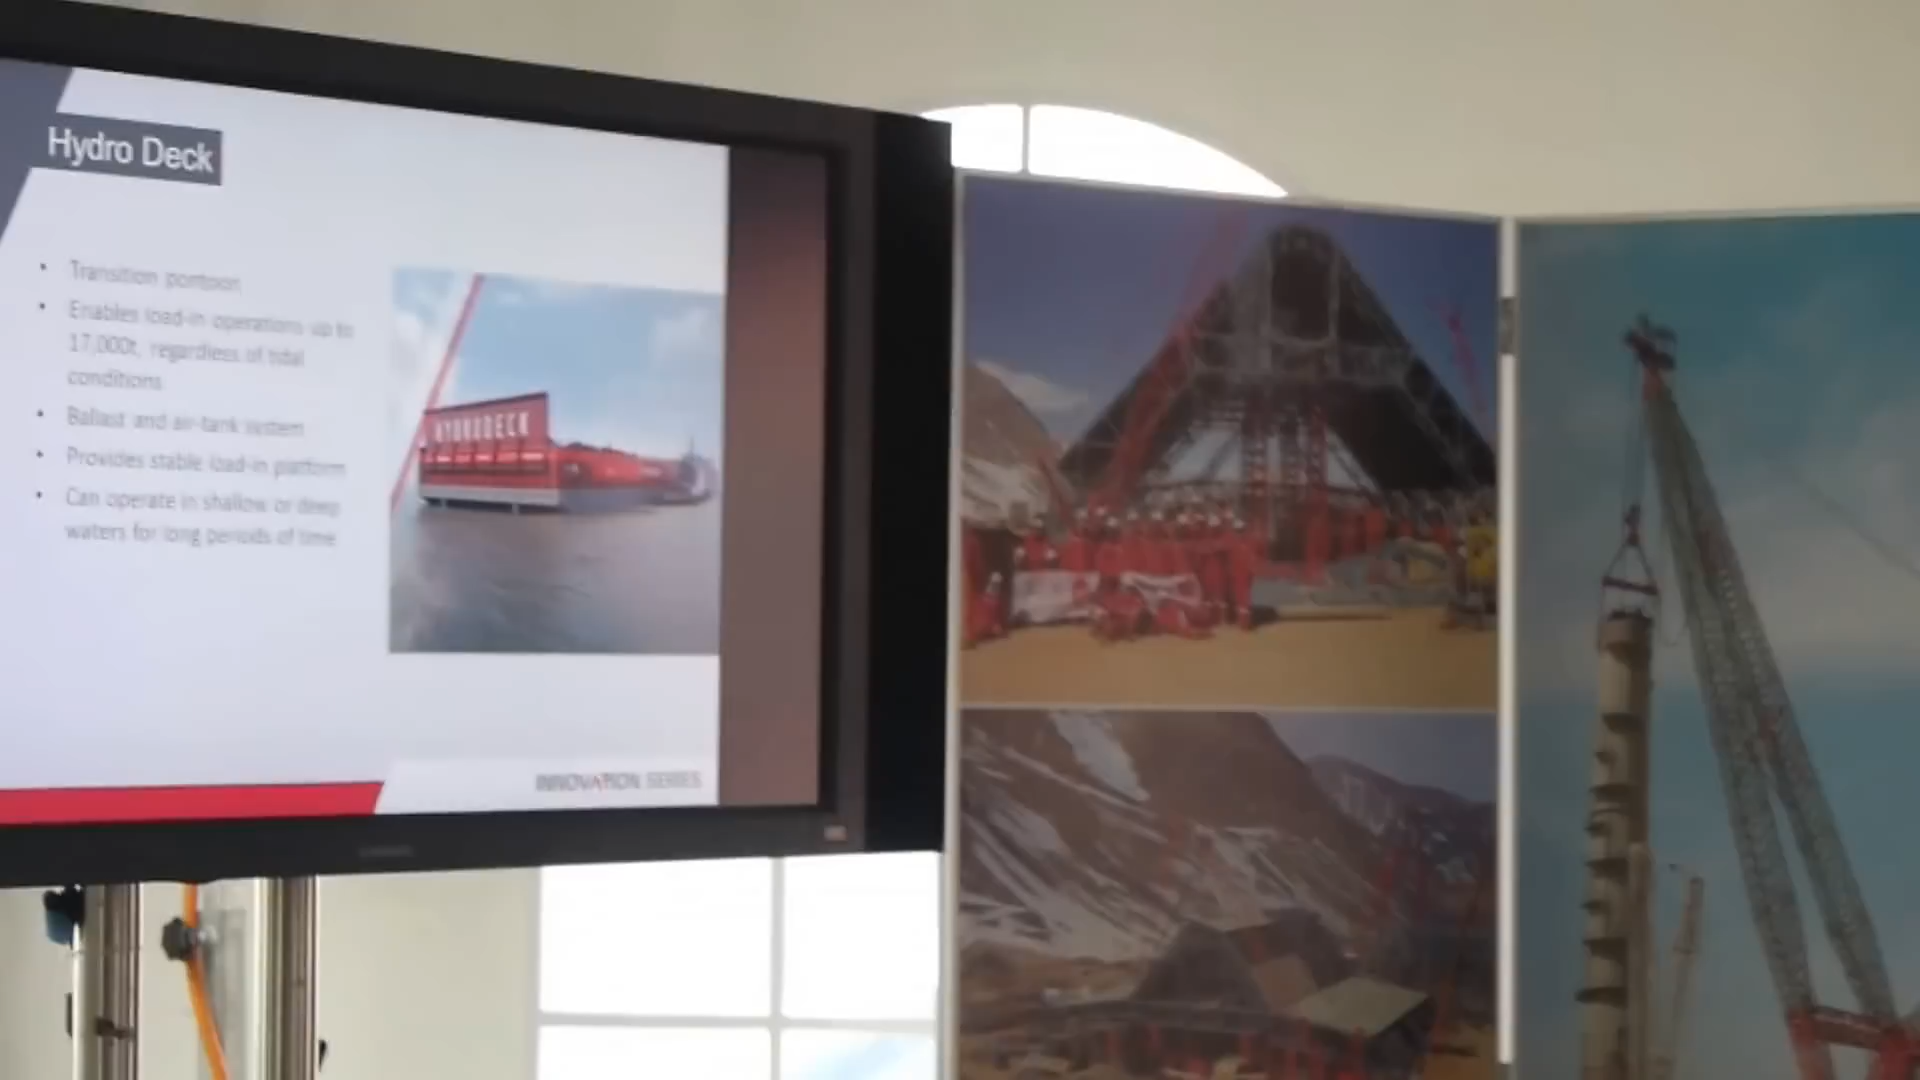 Hydro Deck
• Transition pontoon
• Enables load-in operations up to
17,000t, regardless of tidal
conditions
• Ballast and air-tank system
• Provides stable load-in platform
• Can operate in shallow or deep
waters for long periods of time
HYDRODECK
INNOVATION SERIES